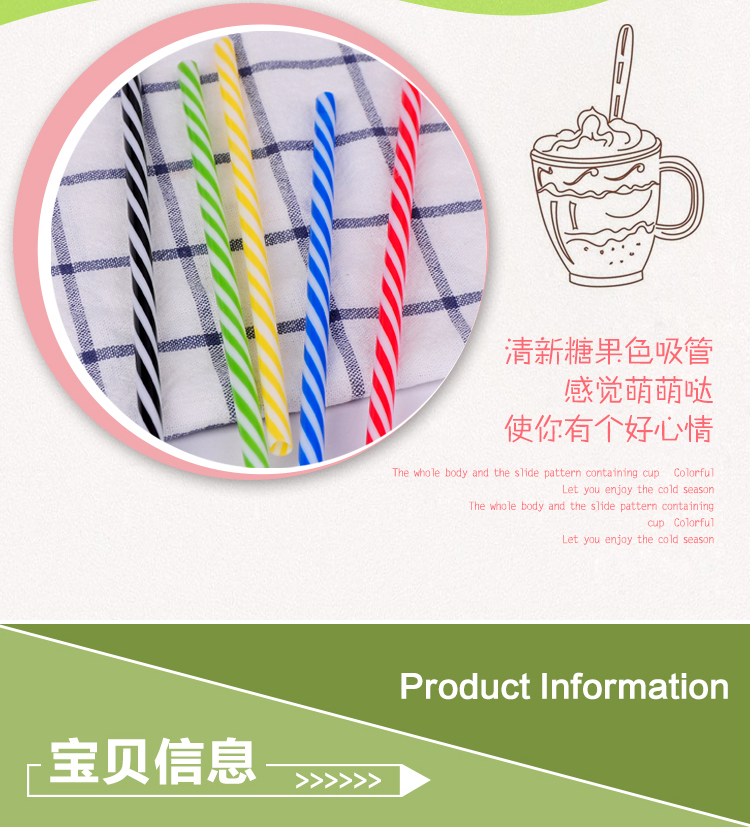 清新糖果色吸管
感觉萌萌哒
使你有个好心情
The whole body and the slide pattern containing cup Colorful
Let you enjoy the cold season
The whole body and the slide pattern containing
cup Colorful
Let you enjoy the cold season
Product Information
宝贝信息
>>>>>>